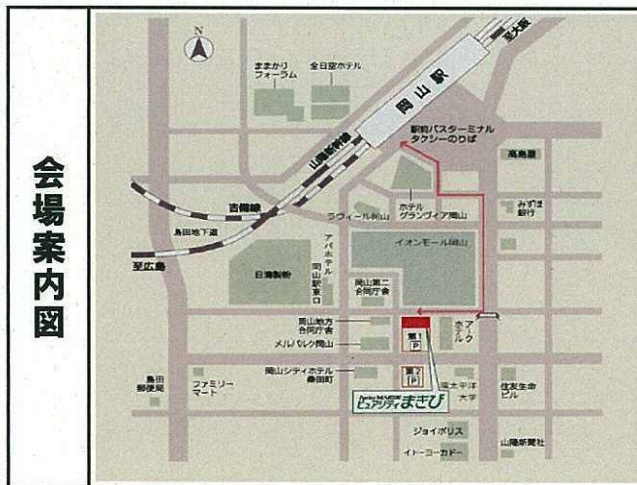 会場案内図
N
至大阪
ままかり
フォーラム
全日空ホテル
岡山駅
駅前バスターミナル
タクシーのりば
山陽新幹線
高島屋
吉備線
ラヴィール岡山
ホテル
グランヴィア岡山
みずほ
銀行
島田地下道
至広島
イオンモール岡山
日清製粉
アパホテル
岡山駅東口
岡山第二
合同庁舎
岡山地方
合同庁舎
メルパルク岡山
第1
P
アーク
ホテル
岡山シティホテル
桑田町
第2
P
島田
郵便局
ファミリー
マート
ピュアリティまきび
南太平洋
大学
住友生命
ビル
ジョイポリス
イトーヨーカドー
山陽新聞社